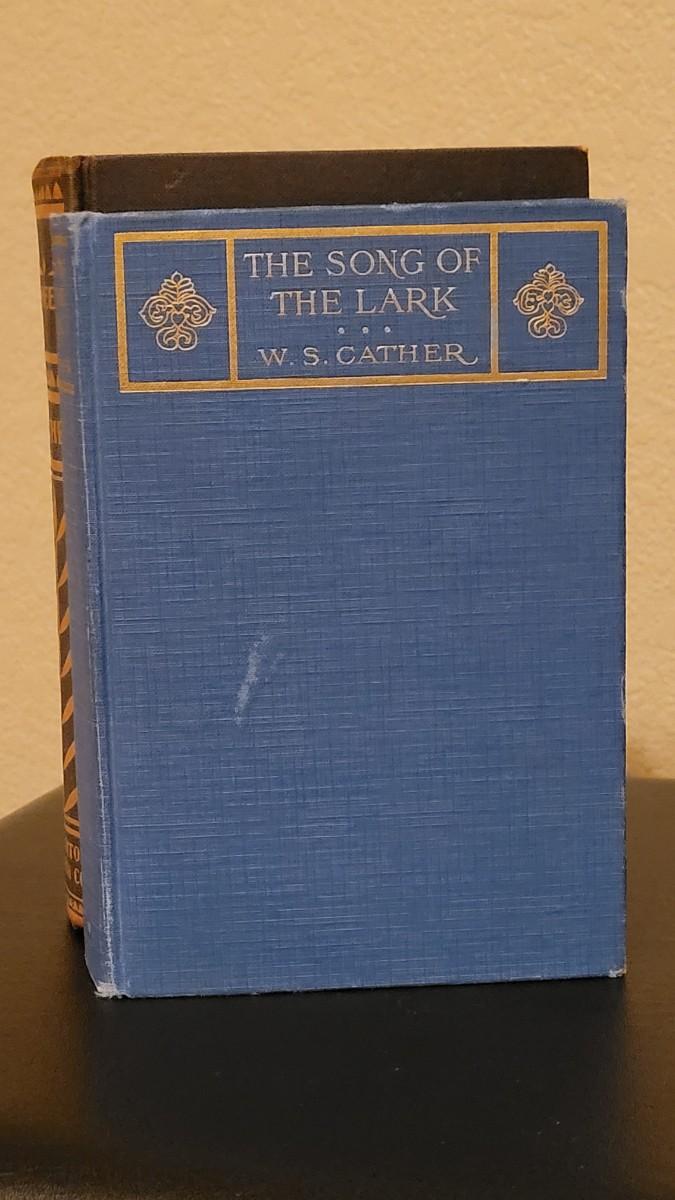 THE SONG OF
THE LARK
W. S. CATHER